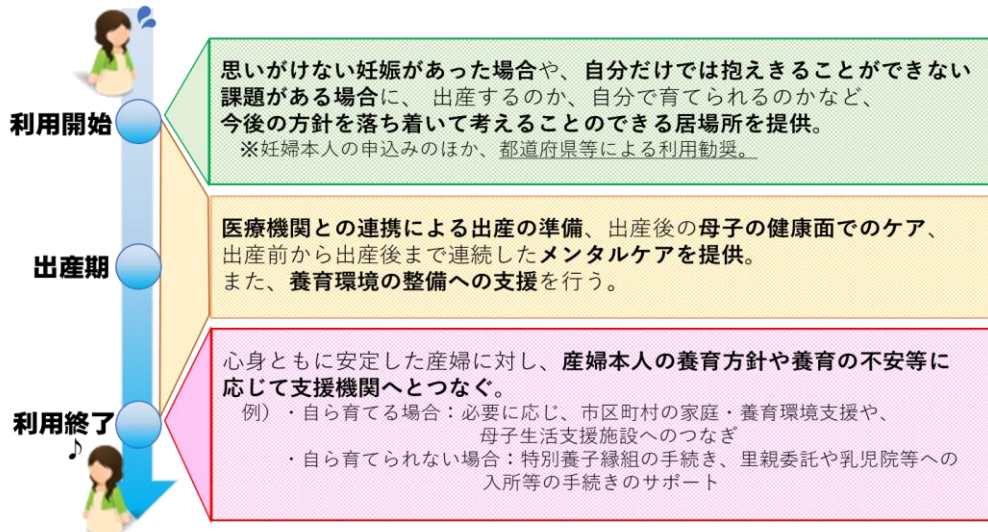 利用開始
思いがけない妊娠があった場合や、自分だけでは抱えきることができない
課題がある場合に、 出産するのか、自分で育てられるのかなど、
今後の方針を落ち着いて考えることのできる居場所を提供。
※妊婦本人の申込みのほか、都道府県等による利用勧奨。
出産期
医療機関との連携による出産の準備、出産後の母子の健康面でのケア、
出産前から出産後まで連続したメンタルケアを提供。
また、養育環境の整備への支援を行う。
利用終了
♪
心身ともに安定した産婦に対し、産婦本人の養育方針や養育の不安等に
応じて支援機関へとつなぐ。
例）・自ら育てる場合：必要に応じ、市区町村の家庭・養育環境支援や、
母子生活支援施設へのつなぎ
・自ら育てられない場合：特別養子縁組の手続き、里親委託や乳児院等への
入所等の手続きのサポート